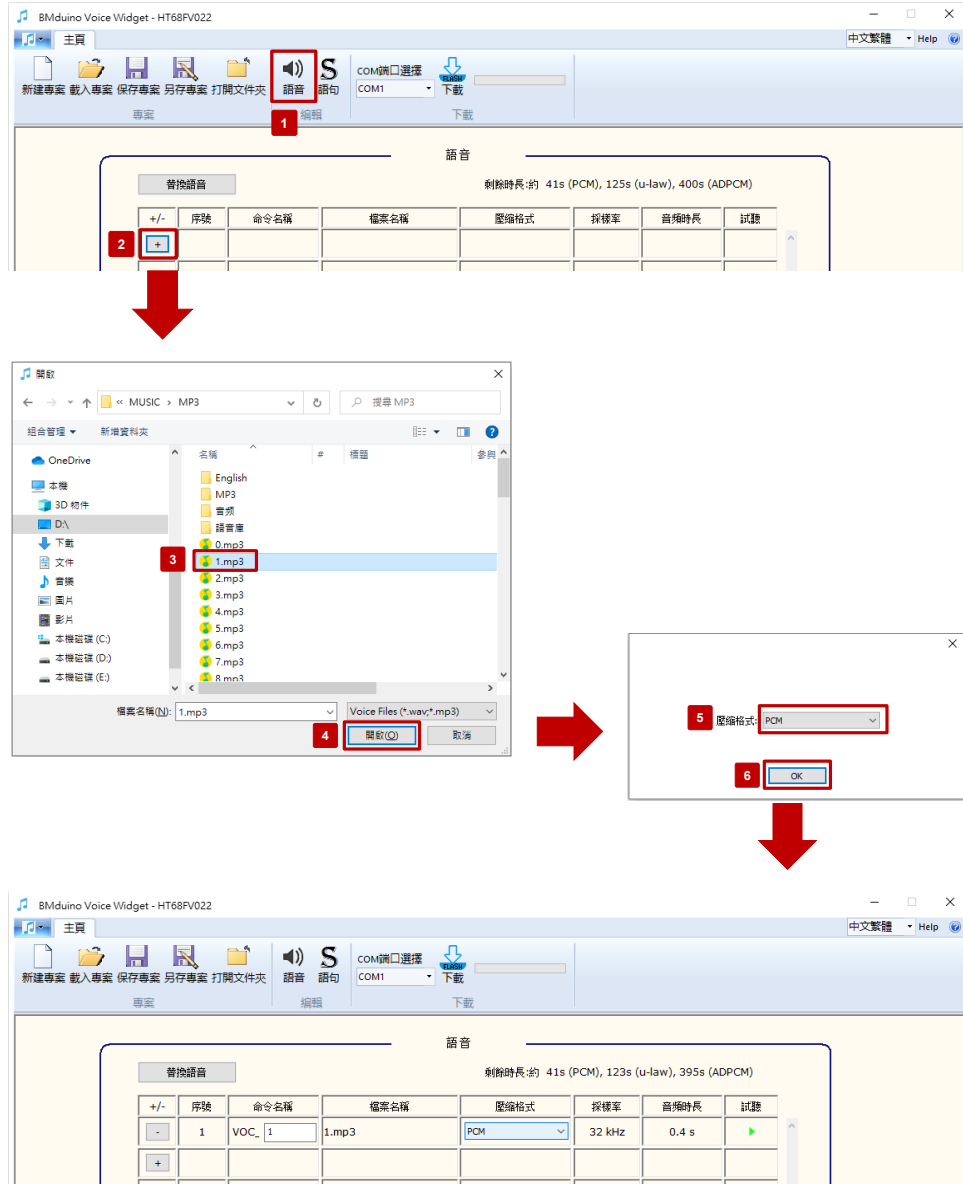 BMduino Voice Widget - HT68FV022
主頁
中文繁體 Help
新建專案 載入專案 保存專案 另存專案 打開文件夾 語音 語句 COM端口選擇 COM1 FLASH 下載
專案 編輯 下載
1
語音
替換語音 剩餘時長:約 41s (PCM), 125s (u-law), 400s (ADPCM)
+/- 序號 命令名稱 檔案名稱 壓縮格式 採樣率 音頻時長 試聽
2 +
開啟
« MUSIC › MP3 搜尋 MP3
組合管理 新增資料夾
名稱 # 標題 參與
OneDrive
本機
3D 物件
D:\
下載
文件
音樂
圖片
影片
本機磁碟 (C:)
本機磁碟 (D:)
本機磁碟 (E:)
English
MP3
音频
語音庫
0.mp3
3 1.mp3
2.mp3
3.mp3
4.mp3
5.mp3
6.mp3
7.mp3
8.mp3
檔案名稱(N): 1.mp3 Voice Files (*.wav;*.mp3)
4 開啟(O) 取消
5 壓縮格式: PCM
6 OK
BMduino Voice Widget - HT68FV022
主頁
中文繁體 Help
新建專案 載入專案 保存專案 另存專案 打開文件夾 語音 語句 COM端口選擇 COM1 FLASH 下載
專案 編輯 下載
語音
替換語音 剩餘時長:約 41s (PCM), 123s (u-law), 395s (ADPCM)
+/- 序號 命令名稱 檔案名稱 壓縮格式 採樣率 音頻時長 試聽
- 1 VOC_ 1 1.mp3 PCM 32 kHz 0.4 s
+